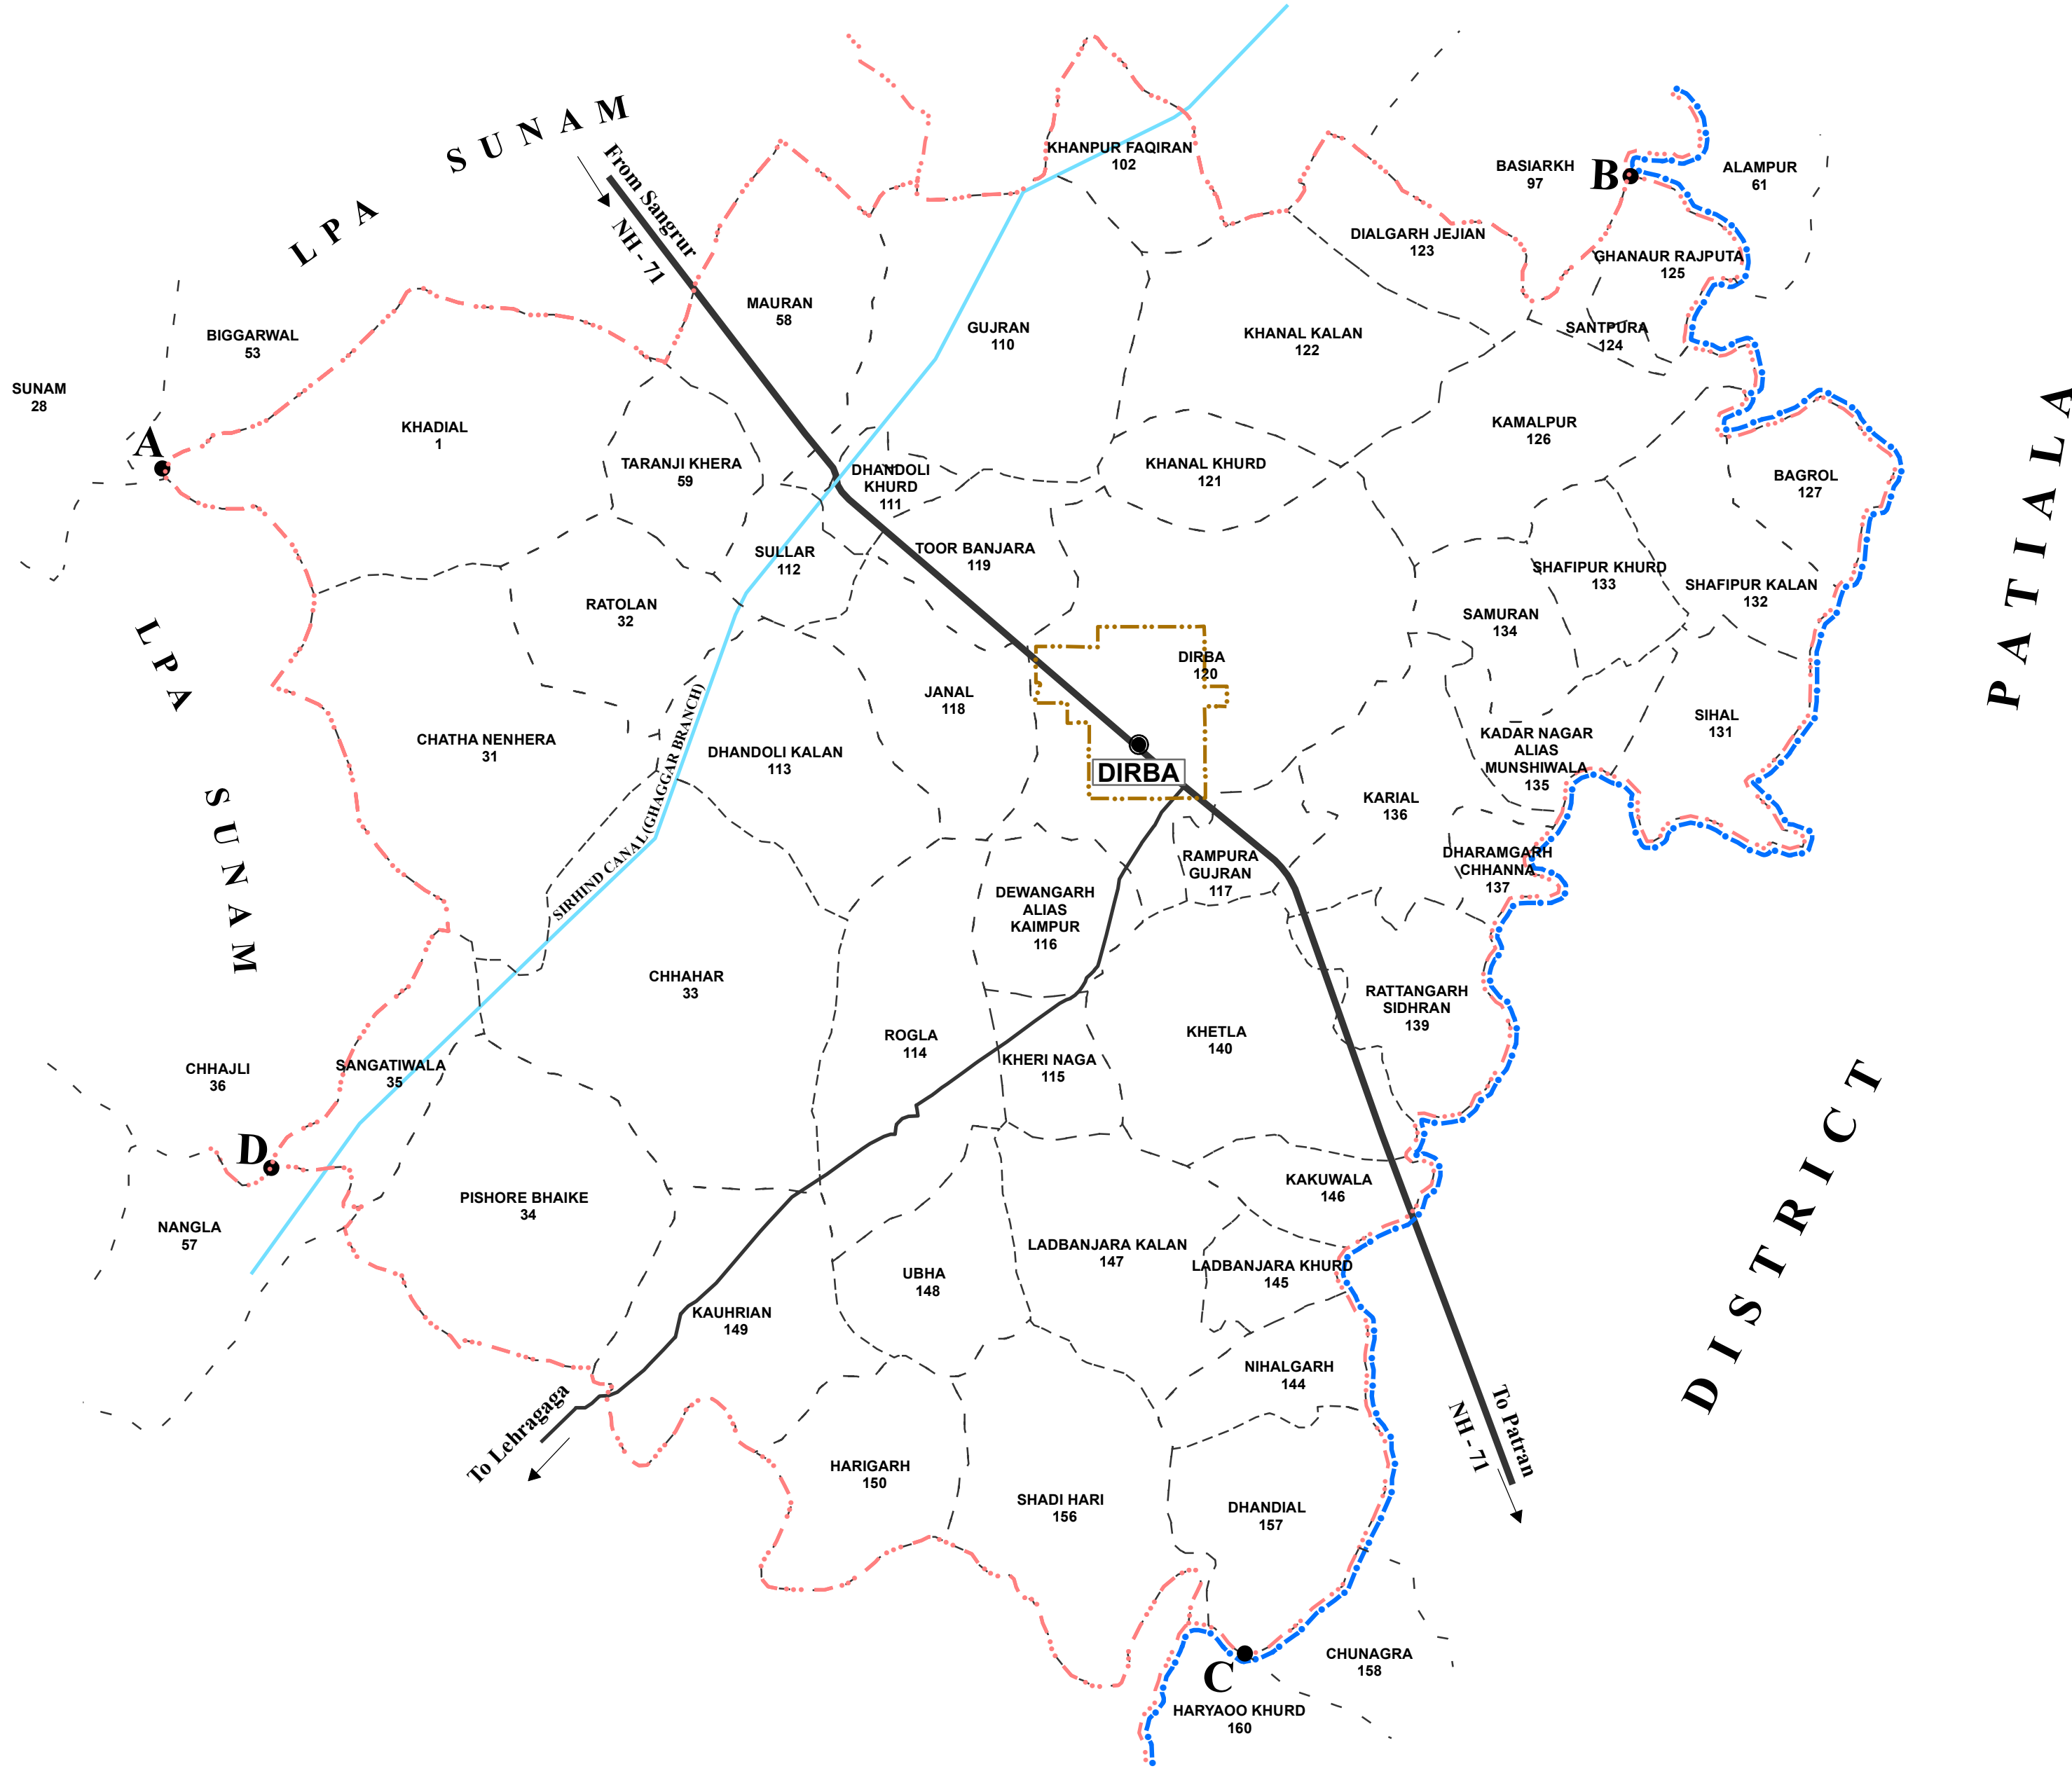 SUNAM
From Sangrur
NH - 71
LPA
KHANPUR FAQIRAN
102
BASIARKH
97
B
ALAMPUR
61
DIALGARH JEJIAN
123
GHANAUR RAJPUTA
125
MAURAN
58
GUJRAN
110
KHANAL KALAN
122
SANTPURA
124
BIGGARWAL
53
SUNAM
28
A
KHADIAL
1
TARANJI KHERA
59
DHANDOLI
KHURD
111
KHANAL KHURD
121
KAMALPUR
126
BAGROL
127
PATIALA
SULLAR
112
TOOR BANJARA
119
SHAFIPUR KHURD
133
SHAFIPUR KALAN
132
RATOLAN
32
SAMURAN
134
LPA
DIRBA
120
JANAL
118
CHATHA NENHERA
31
DHANDOLI KALAN
113
SIRHIND CANAL (GHAGGAR BRANCH)
DIRBA
KADAR NAGAR
ALIAS
MUNSHIWALA
135
SIHAL
131
KARIAL
136
SUNAM
RAMPURA
GUJRAN
117
DHARAMGARH
CHHANNA
137
DEWANGARH
ALIAS
KAIMPUR
116
CHHAHAR
33
RATTANGARH
SIDHRAN
139
ROGLA
114
KHETLA
140
KHERI NAGA
115
CHHAJLI
36
SANGATIWALA
35
DISTRICT
D
PISHORE BHAIKE
34
KAKUWALA
146
NANGLA
57
LADBANJARA KALAN
147
LADBANJARA KHURD
145
UBHA
148
KAUHRIAN
149
NIHALGARH
144
To Lehragaga
To Patran
NH - 71
HARIGARH
150
SHADI HARI
156
DHANDIAL
157
C
CHUNAGRA
158
HARYAOO KHURD
160